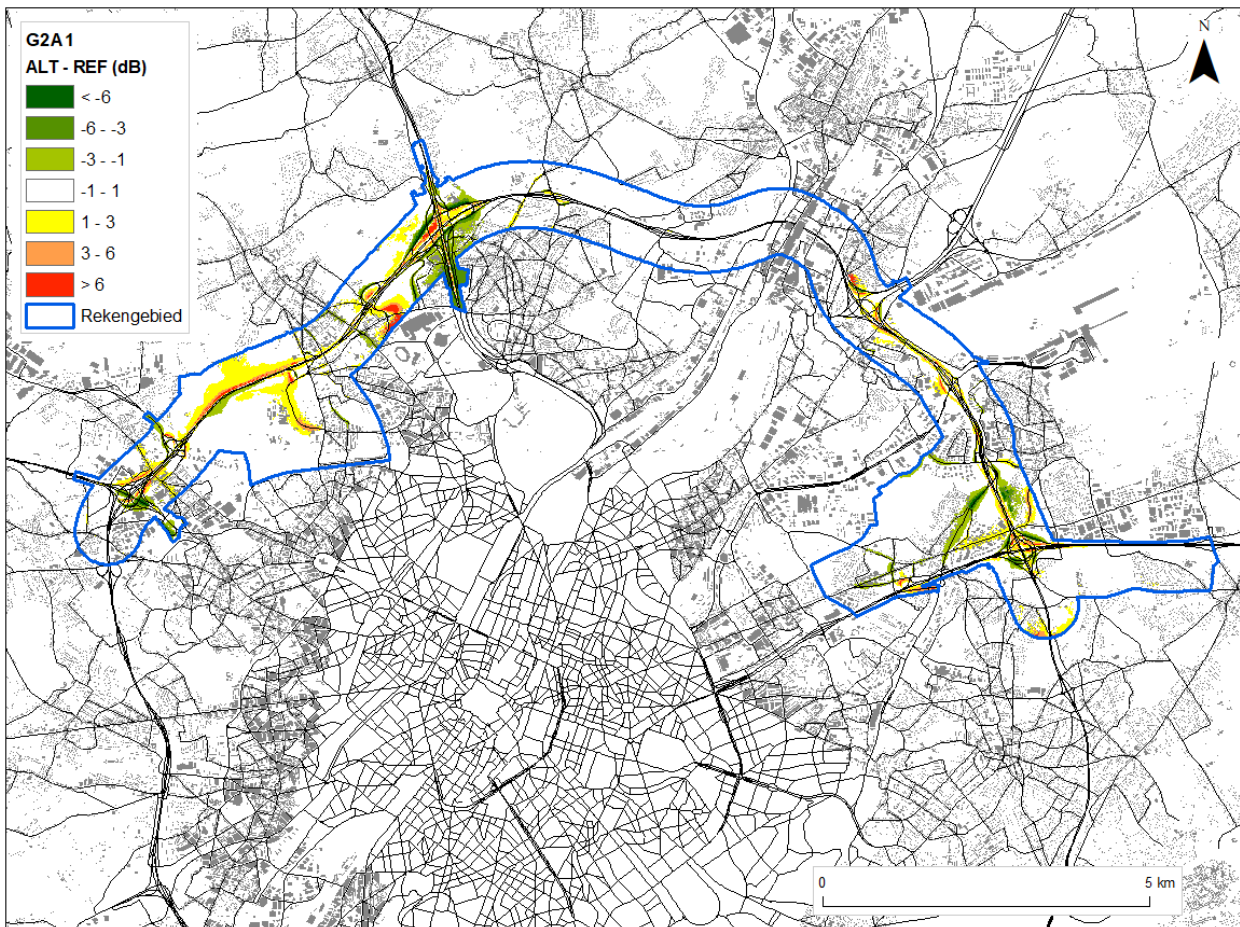 G2A1
ALT - REF (dB)
< -6
-6 - -3
-3 - -1
-1 - 1
1 - 3
3 - 6
> 6
Rekengebied
N
0
5 km